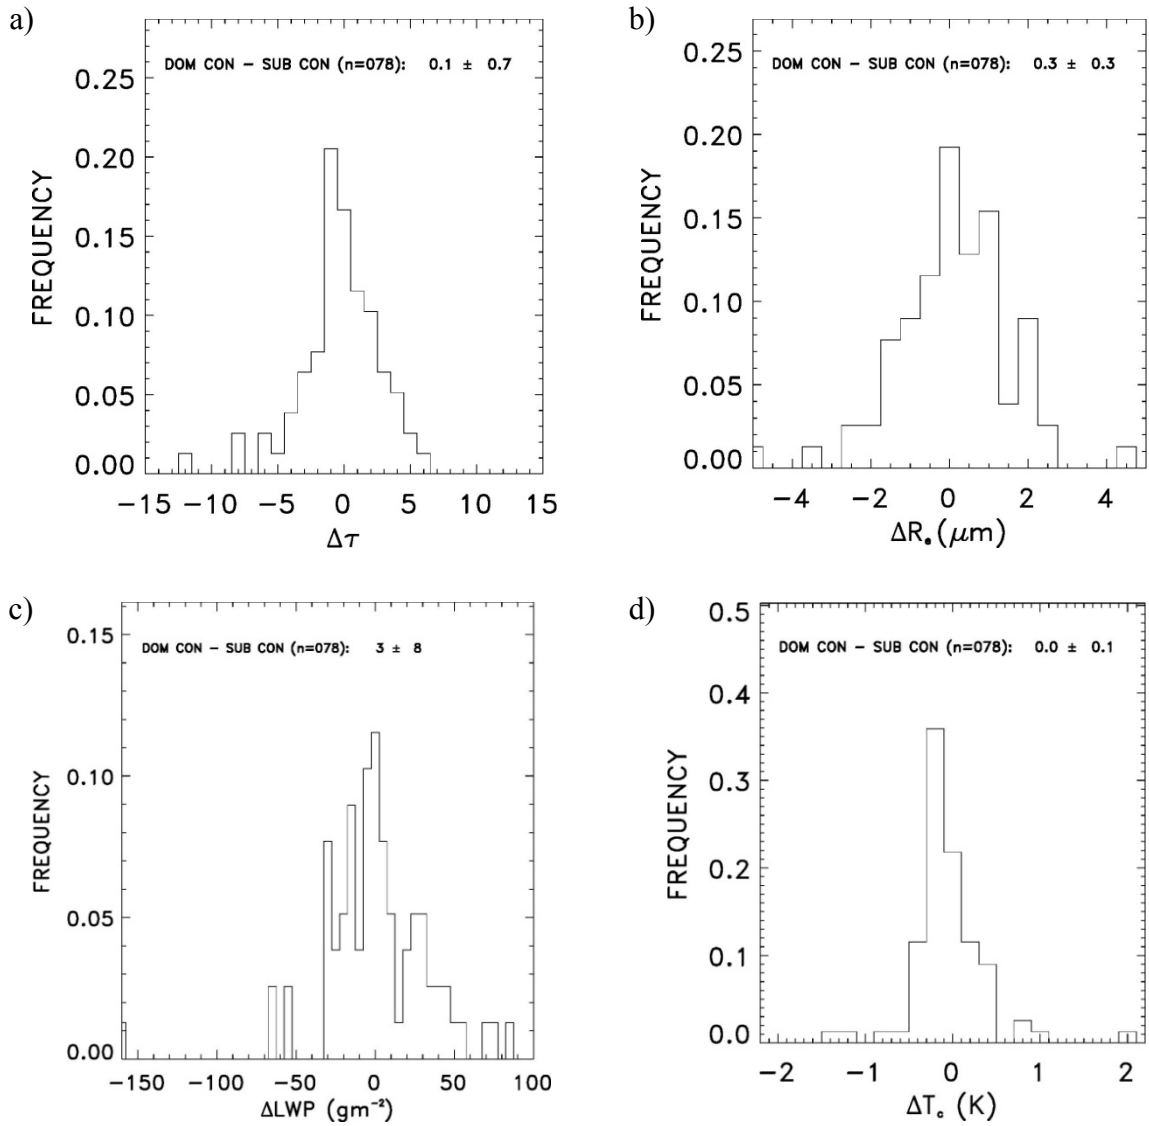 a)
DOM CON − SUB CON (n=078): 0.1 ± 0.7
0.25
0.20
0.15
0.10
0.05
0.00
FREQUENCY
−15 −10 −5 0 5 10 15
Δτ
b)
DOM CON − SUB CON (n=078): 0.3 ± 0.3
0.25
0.20
0.15
0.10
0.05
0.00
FREQUENCY
−4 −2 0 2 4
ΔRₑ(μm)
c)
DOM CON − SUB CON (n=078): 3 ± 8
0.15
0.10
0.05
0.00
FREQUENCY
−150 −100 −50 0 50 100
ΔLWP (gm⁻²)
d)
DOM CON − SUB CON (n=078): 0.0 ± 0.1
0.5
0.4
0.3
0.2
0.1
0.0
FREQUENCY
−2 −1 0 1 2
ΔT꜀ (K)